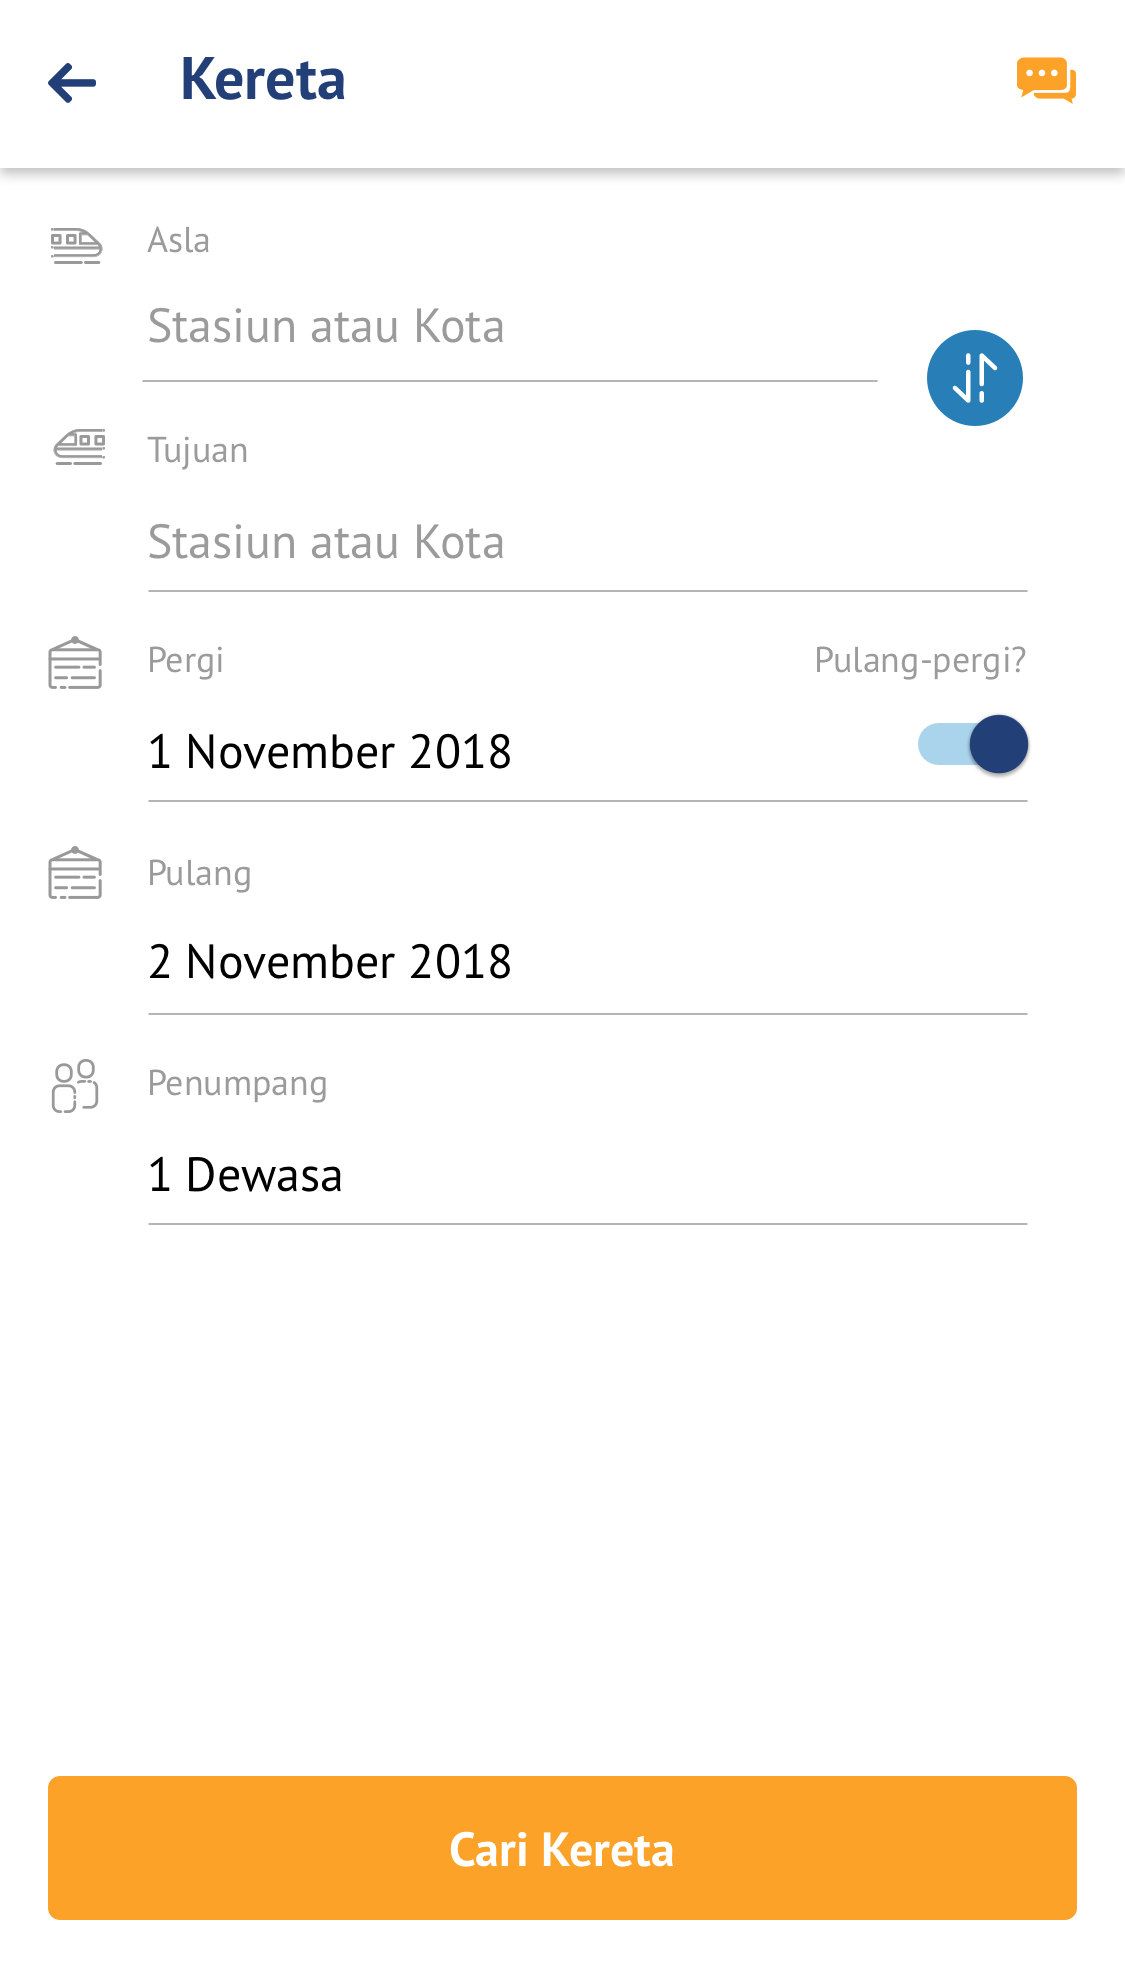 Kereta
Asla
Stasiun atau Kota
Tujuan
Stasiun atau Kota
Pergi
Pulang-pergi?
1 November 2018
Pulang
2 November 2018
Penumpang
1 Dewasa
Cari Kereta